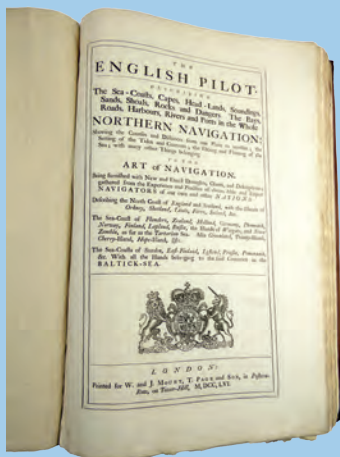 THE
ENGLISH PILOT.
DESCRIBING
The Sea-Coasts, Capes, Head-Lands, Soundings,
Sands, Shoals, Rocks and Dangers. The Bays,
Roads, Harbours, Rivers and Ports in the Whole
NORTHERN NAVIGATION:
Shewing the Courses and Distances from one Place to another; the
Setting of the Tides and Currents; the Ebbing and Flowing of the
Sea; with many other Things belonging
TO THE
ART of NAVIGATION.
Being furnished with New and Exact Draughts, Charts, and Descriptions;
gathered from the Experience and Practice of divers Able and Expert
NAVIGATORS of our own and other NATIONS.
Describing the North Coast of England and Scotland, with the Islands of
Orkney, Shetland, Lewis, Ferro, Iceland, &c.
The Sea-Coast of Flanders, Zealand, Holland, Germany, Denmark,
Norway, Finland, Lapland, Russia, the Islands of Waygats, and Nova
Zembla, as far as the Tartarian Sea. Also Greenland, Trinity-Islands,
Cherry-Island, Hope-Island, &c.
The Sea-Coasts of Sweden, East-Finland, Lyfland, Prussia, Pomerania,
&c. With all the Islands belonging to the said Countries in the
BALTICK-SEA.
LONDON:
Printed for W. and J. MOUNT, T. PAGE and SON, in Postern-
Row, on Tower-Hill, M,DCC,LVI.